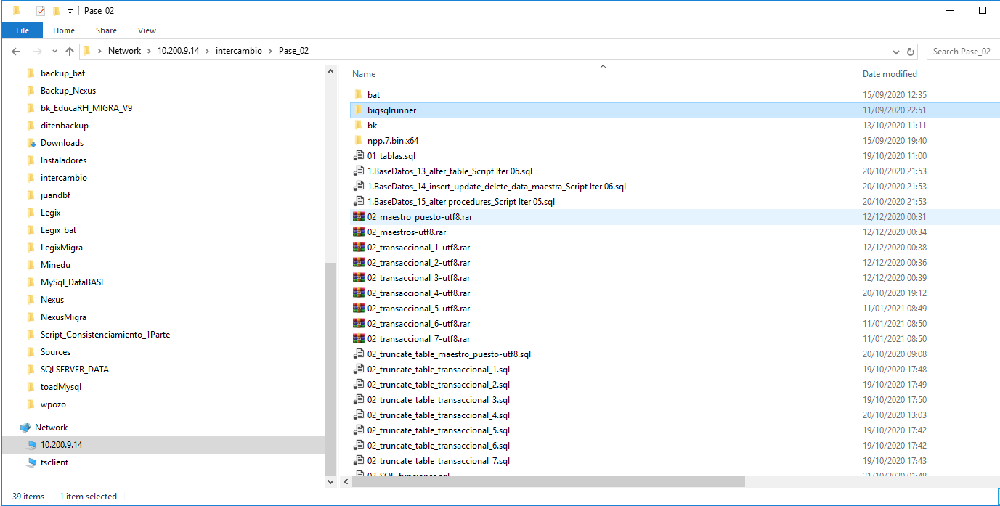 Pase_02
File Home Share View
Network > 10.200.9.14 > intercambio > Pase_02
Search Pase_02
backup_bat
Backup_Nexus
bk_EducaRH_MIGRA_V9
ditenbackup
Downloads
Instaladores
intercambio
juandbf
Legix
Legix_bat
LegixMigra
Minedu
MySql_DataBASE
Nexus
NexusMigra
Script_Consistenciamiento_1Parte
Sources
SQLSERVER_DATA
toadMysql
wpozo
Network
10.200.9.14
tsclient
Name Date modified
bat 15/09/2020 12:35
bigsqlrunner 11/09/2020 22:51
bk 13/10/2020 11:11
npp.7.bin.x64 15/09/2020 19:40
01_tablas.sql 19/10/2020 11:00
1.BaseDatos_13_alter_table_Script Iter 06.sql 20/10/2020 21:53
1.BaseDatos_14_insert_update_delete_data_maestra_Script Iter 06.sql 20/10/2020 21:53
1.BaseDatos_15_alter procedures_Script Iter 05.sql 20/10/2020 21:53
02_maestro_puesto-utf8.rar 12/12/2020 00:31
02_maestros-utf8.rar 12/12/2020 00:34
02_transaccional_1-utf8.rar 12/12/2020 00:38
02_transaccional_2-utf8.rar 12/12/2020 00:36
02_transaccional_3-utf8.rar 12/12/2020 00:39
02_transaccional_4-utf8.rar 20/10/2020 19:12
02_transaccional_5-utf8.rar 11/01/2021 08:49
02_transaccional_6-utf8.rar 11/01/2021 08:50
02_transaccional_7-utf8.rar 11/01/2021 08:50
02_truncate_table_maestro_puesto-utf8.sql 20/10/2020 09:08
02_truncate_table_transaccional_1.sql 19/10/2020 17:48
02_truncate_table_transaccional_2.sql 19/10/2020 17:49
02_truncate_table_transaccional_3.sql 19/10/2020 17:50
02_truncate_table_transaccional_4.sql 20/10/2020 13:03
02_truncate_table_transaccional_5.sql 19/10/2020 17:42
02_truncate_table_transaccional_6.sql 19/10/2020 17:42
02_truncate_table_transaccional_7.sql 19/10/2020 17:43
39 items 1 item selected